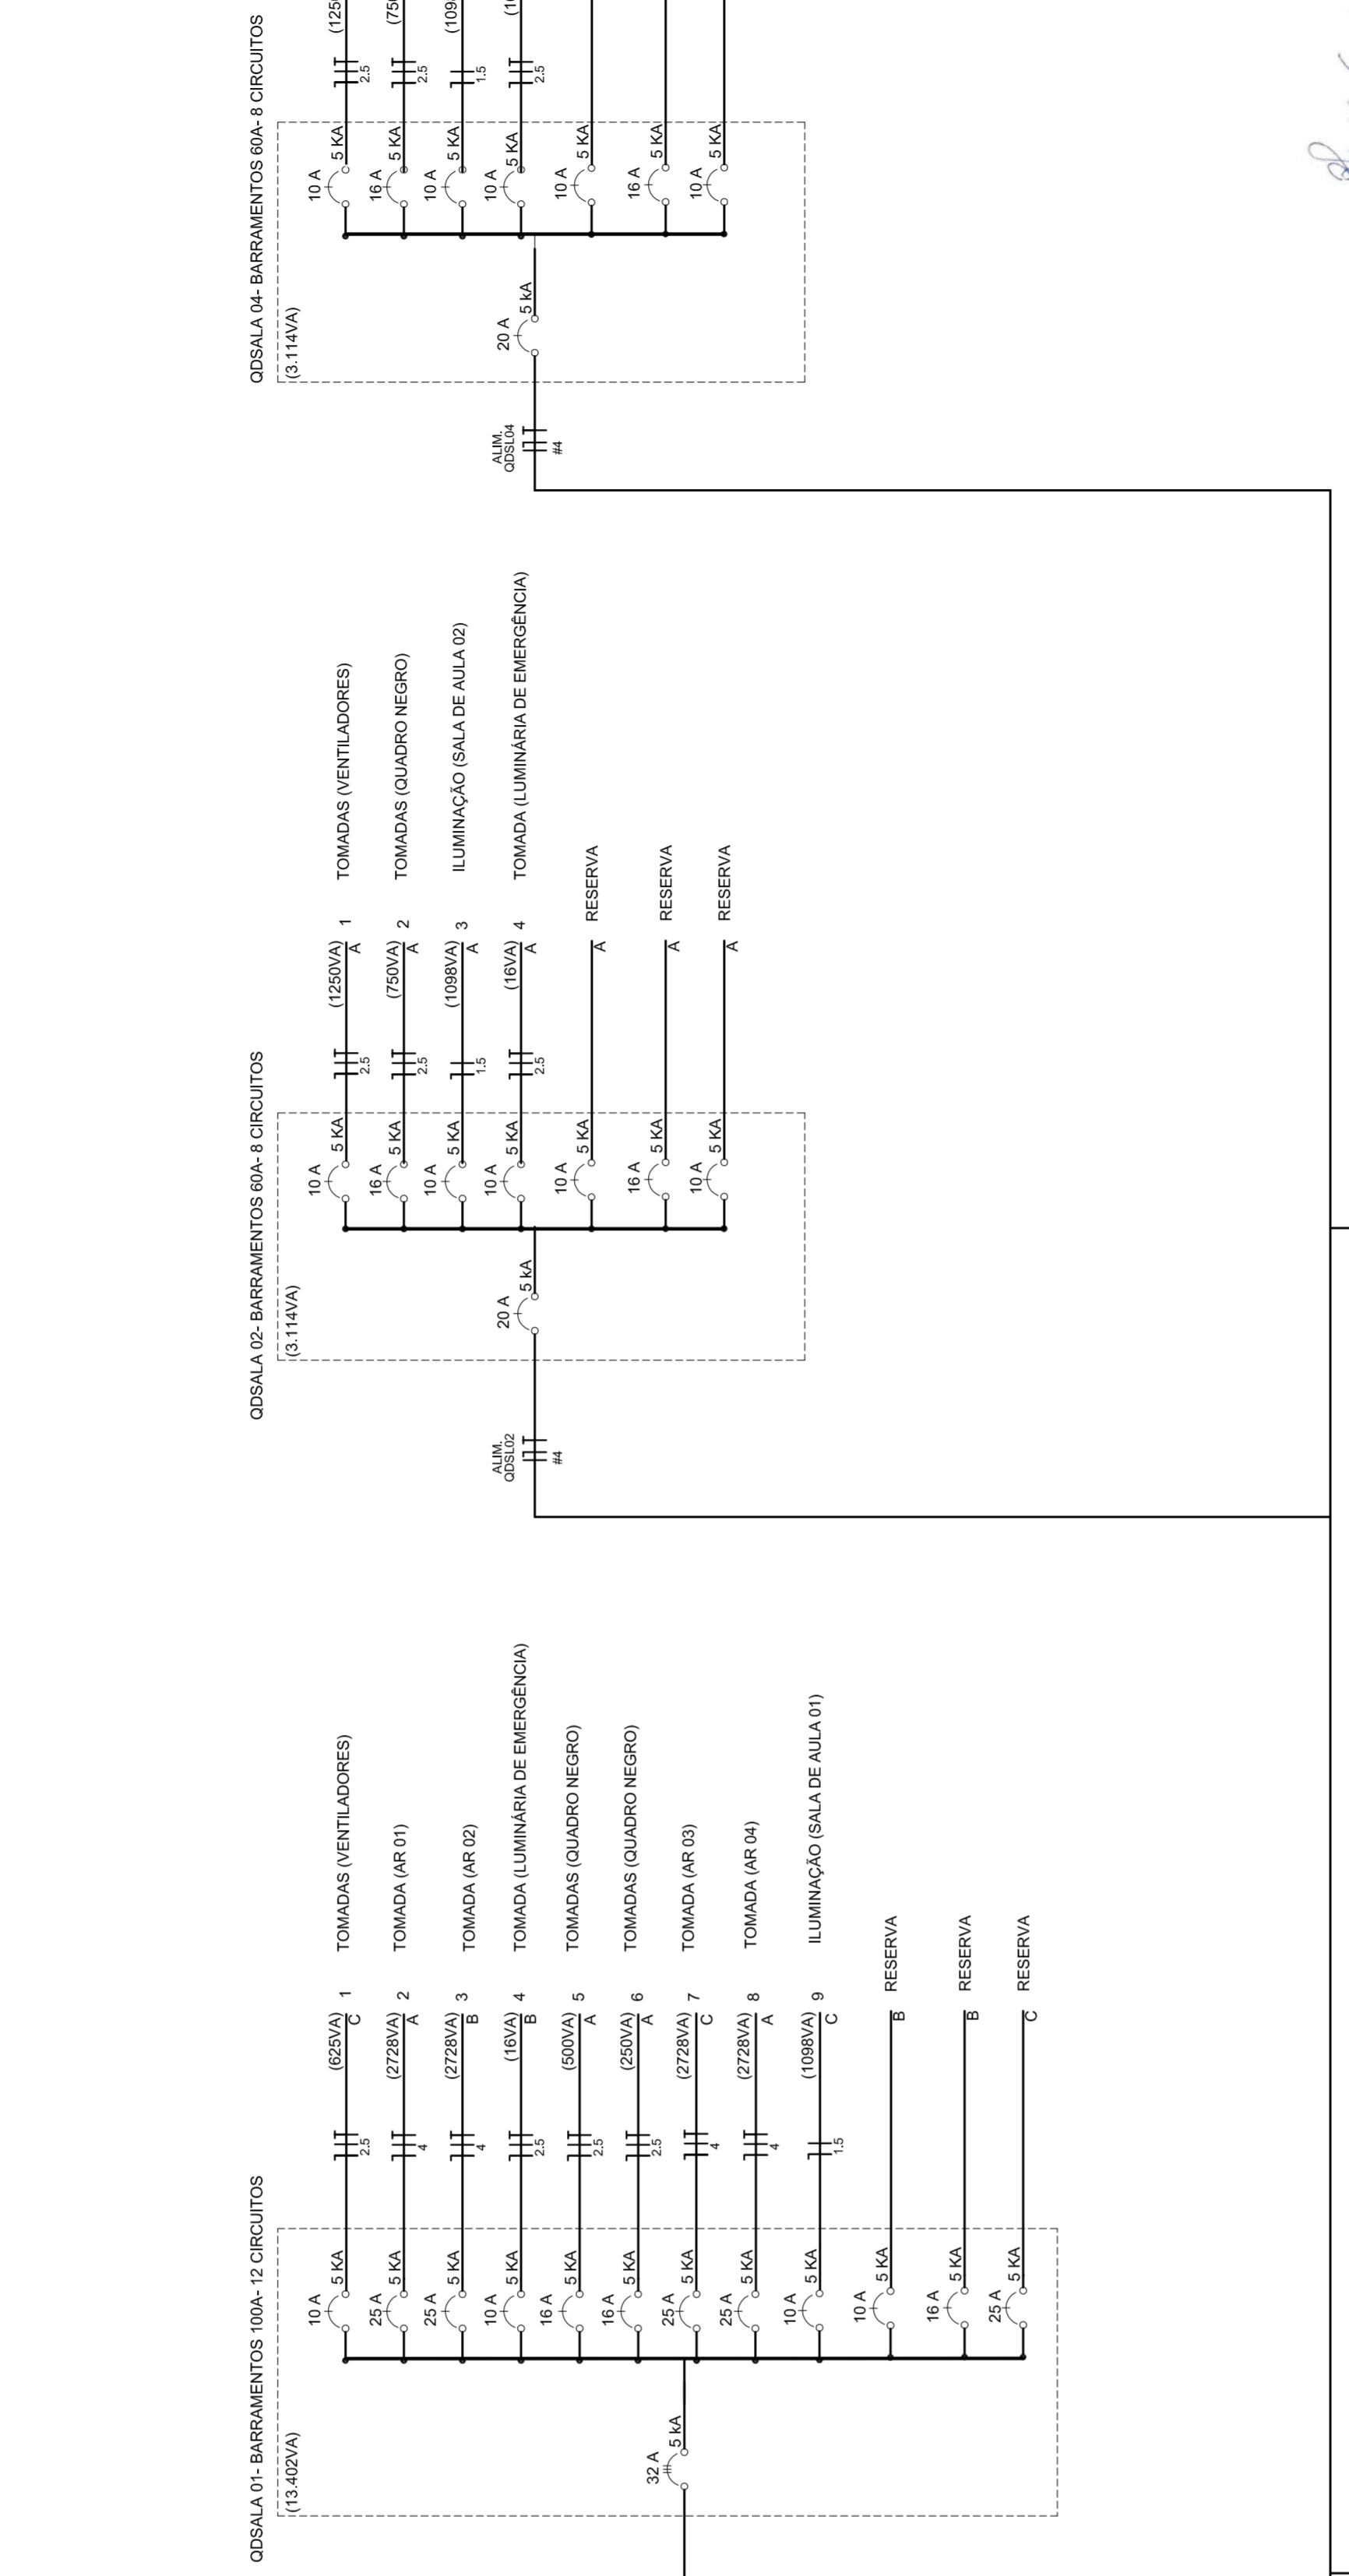 QDSALA 01- BARRAMENTOS 100A- 12 CIRCUITOS
(13.402VA)
32 A
5 kA
10 A 5 KA 2.5 (625VA) C 1 TOMADAS (VENTILADORES)
25 A 5 KA 4 (2728VA) A 2 TOMADA (AR 01)
25 A 5 KA 4 (2728VA) B 3 TOMADA (AR 02)
10 A 5 KA 2.5 (16VA) B 4 TOMADA (LUMINÁRIA DE EMERGÊNCIA)
16 A 5 KA 2.5 (500VA) A 5 TOMADAS (QUADRO NEGRO)
16 A 5 KA 2.5 (250VA) A 6 TOMADAS (QUADRO NEGRO)
25 A 5 KA 4 (2728VA) C 7 TOMADA (AR 03)
25 A 5 KA 4 (2728VA) A 8 TOMADA (AR 04)
10 A 5 KA 1.5 (1098VA) C 9 ILUMINAÇÃO (SALA DE AULA 01)
10 A 5 KA B RESERVA
16 A 5 KA B RESERVA
25 A 5 KA C RESERVA
QDSALA 02- BARRAMENTOS 60A- 8 CIRCUITOS
(3.114VA)
ALIM.
QDSL02
#4
20 A
5 kA
10 A 5 KA 2.5 (1250VA) A 1 TOMADAS (VENTILADORES)
16 A 5 KA 2.5 (750VA) A 2 TOMADAS (QUADRO NEGRO)
10 A 5 KA 1.5 (1098VA) A 3 ILUMINAÇÃO (SALA DE AULA 02)
10 A 5 KA 2.5 (16VA) A 4 TOMADA (LUMINÁRIA DE EMERGÊNCIA)
10 A 5 KA A RESERVA
16 A 5 KA A RESERVA
10 A 5 KA A RESERVA
QDSALA 04- BARRAMENTOS 60A- 8 CIRCUITOS
(3.114VA)
ALIM.
QDSL04
#4
20 A
5 kA
10 A 5 KA 2.5
16 A 5 KA 2.5
10 A 5 KA 1.5
10 A 5 KA 2.5
10 A 5 KA
16 A 5 KA
10 A 5 KA